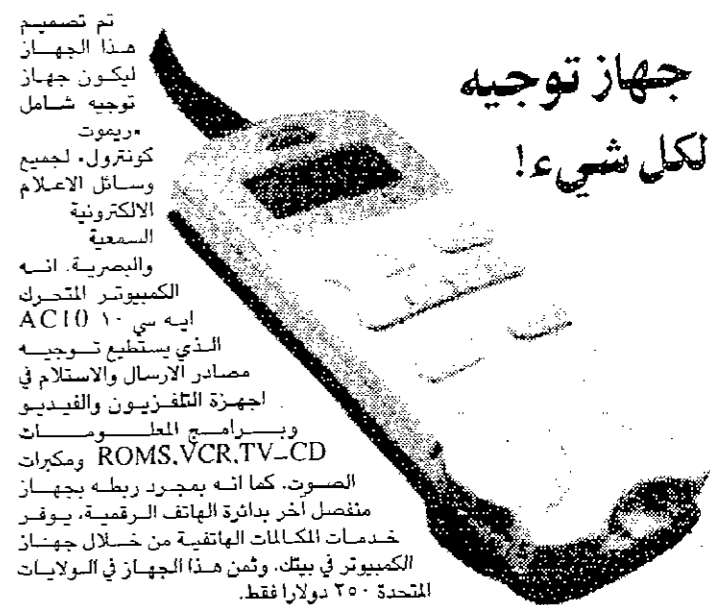 جهاز توجيه
لكل شيء!
تم تصميم
هذا الجهاز
ليكون جهاز
توجيه شامل
«ريموت
كونترول» لجميع
وسائل الاعلام
الالكترونية
السمعية
والبصرية. انه
الكمبيوتر المتحرك
ايه سي ١٠ AC10
الذي يستطيع توجيه
مصادر الارسال والاستلام في
اجهزة التلفزيون والفيديو
وبرامج المعلومات
ROMS,VCR,TV-CD ومكبرات
الصوت. كما انه بمجرد ربطه بجهاز
منفصل آخر بدائرة الهاتف الرقمية، يوفر
خدمات المكالمات الهاتفية من خلال جهاز
الكمبيوتر في بيتك. وثمن هذا الجهاز في الولايات
المتحدة ٢٥٠ دولارا فقط.